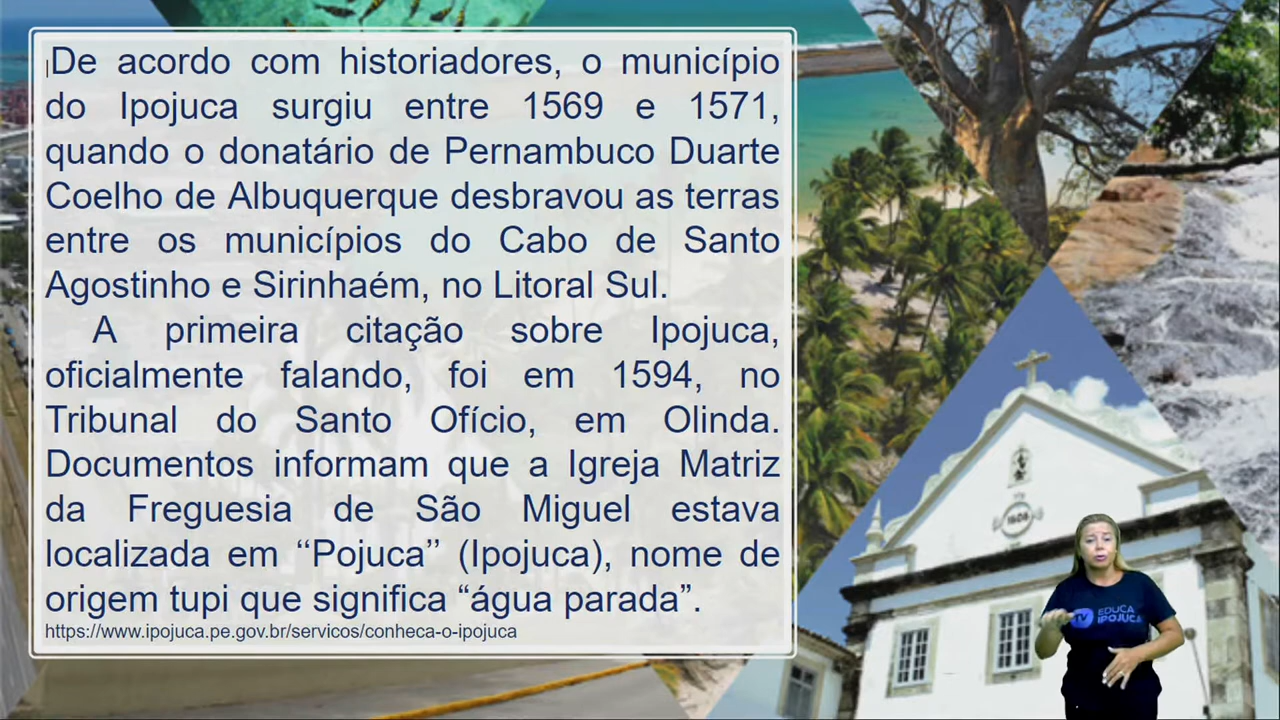 De acordo com historiadores, o município
do Ipojuca surgiu entre 1569 e 1571,
quando o donatário de Pernambuco Duarte
Coelho de Albuquerque desbravou as terras
entre os municípios do Cabo de Santo
Agostinho e Sirinhaém, no Litoral Sul.
A primeira citação sobre Ipojuca,
oficialmente falando, foi em 1594, no
Tribunal do Santo Ofício, em Olinda.
Documentos informam que a Igreja Matriz
da Freguesia de São Miguel estava
localizada em ‘‘Pojuca’’ (Ipojuca), nome de
origem tupi que significa “água parada”.
https://www.ipojuca.pe.gov.br/servicos/conheca-o-ipojuca
1608
TV EDUCA
IPOJUCA